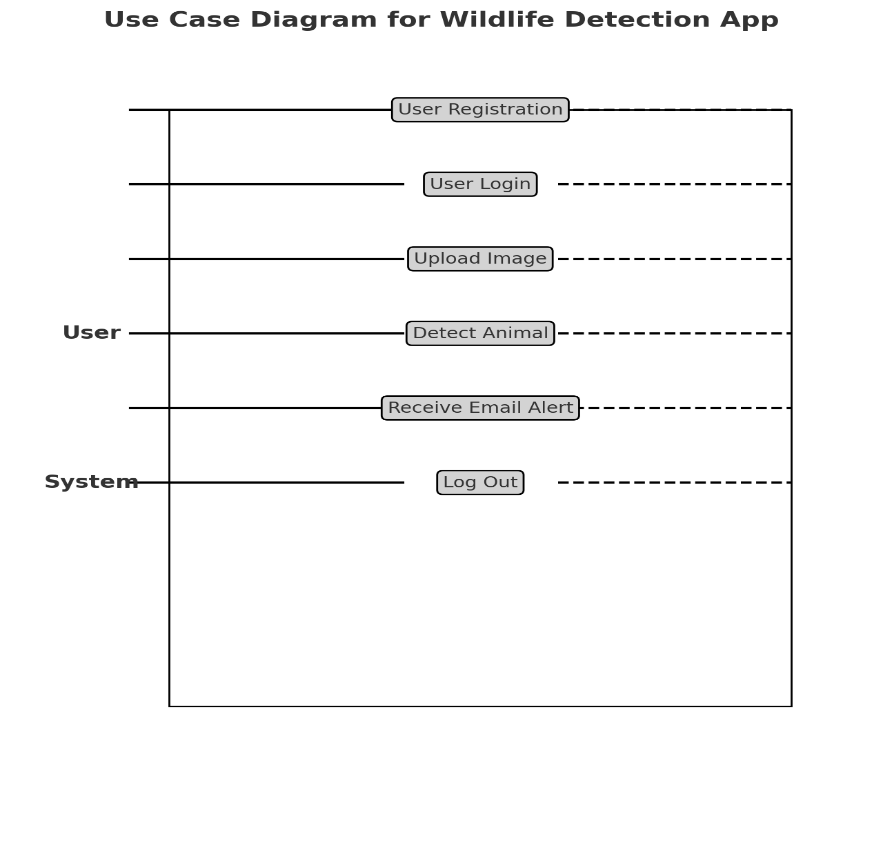 Use Case Diagram for Wildlife Detection App
User Registration
User Login
Upload Image
User
Detect Animal
Receive Email Alert
System
Log Out